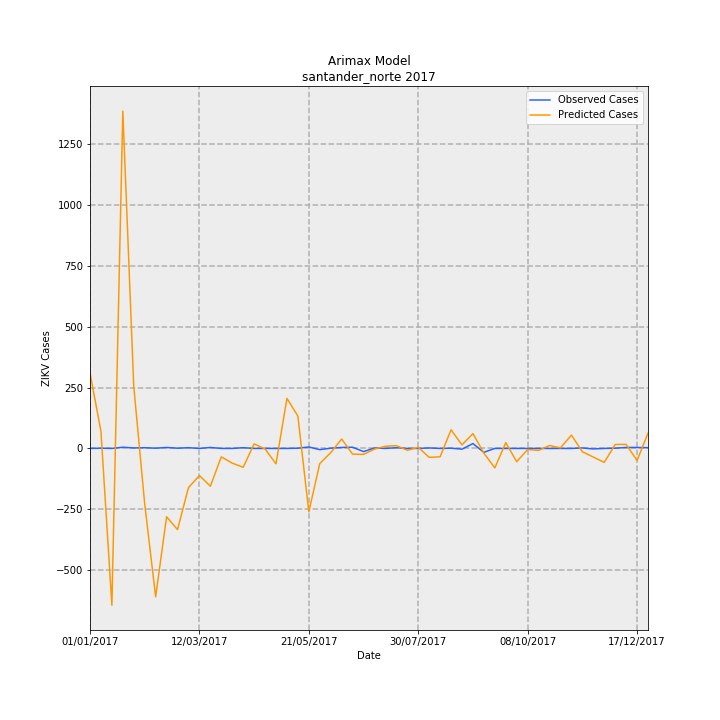 Arimax Model
santander_norte 2017
Observed Cases
Predicted Cases
1250
1000
750
500
250
0
−250
−500
ZIKV Cases
01/01/2017
12/03/2017
21/05/2017
30/07/2017
08/10/2017
17/12/2017
Date